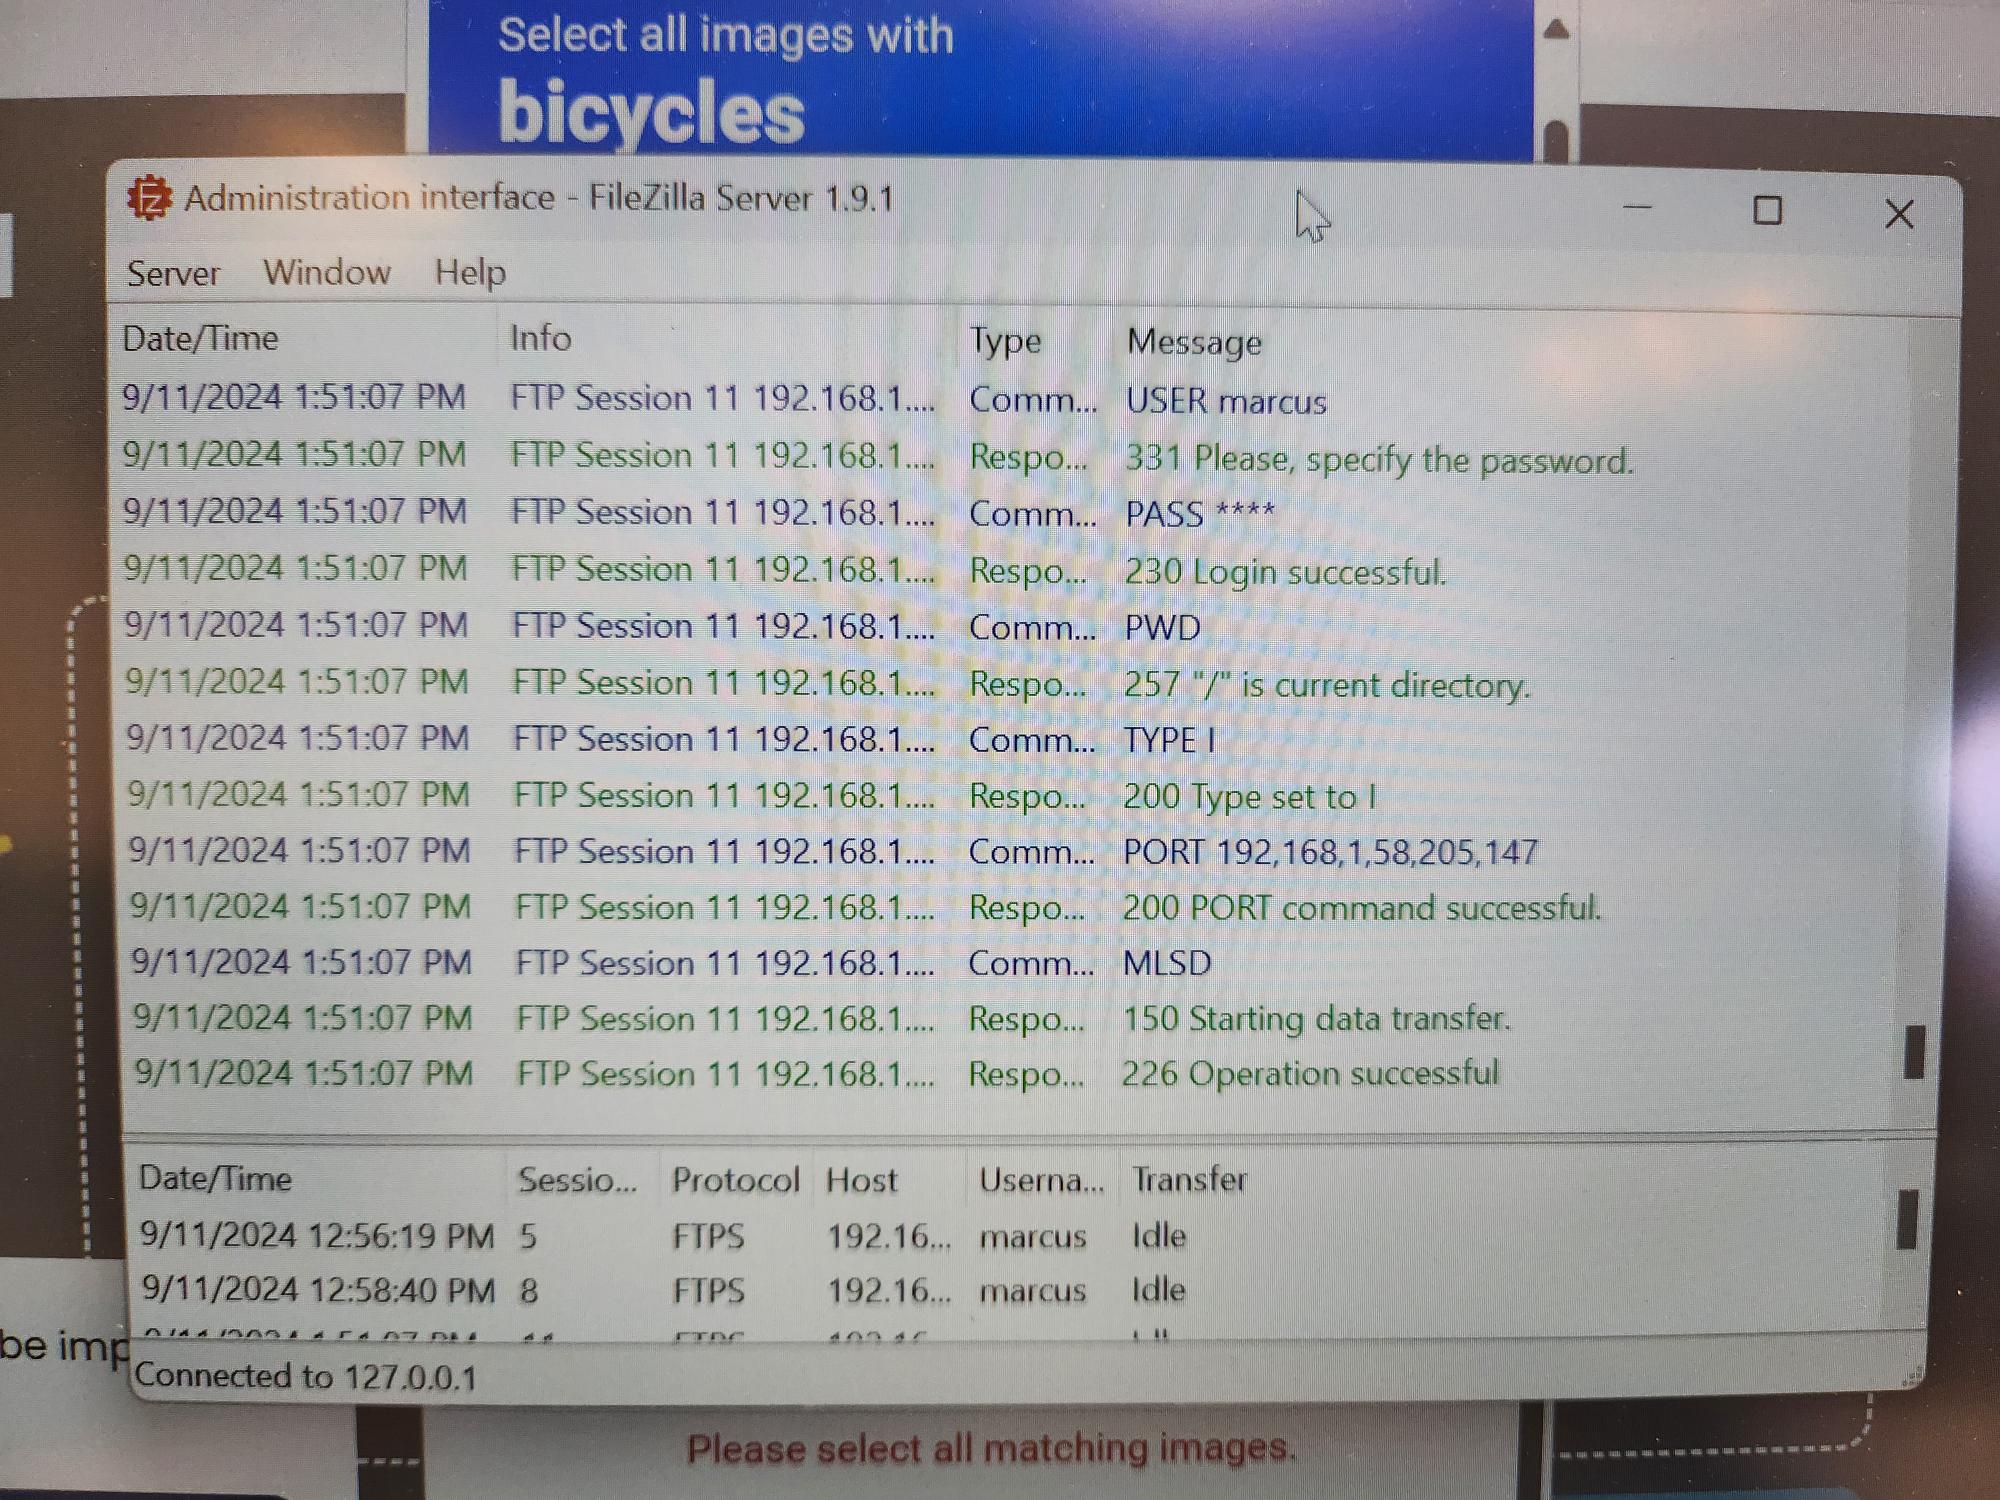 Select all images with
bicycles
Administration interface - FileZilla Server 1.9.1
Server Window Help
Date/Time Info Type Message
9/11/2024 1:51:07 PM FTP Session 11 192.168.1.... Comm... USER marcus
9/11/2024 1:51:07 PM FTP Session 11 192.168.1.... Respo... 331 Please, specify the password.
9/11/2024 1:51:07 PM FTP Session 11 192.168.1.... Comm... PASS ****
9/11/2024 1:51:07 PM FTP Session 11 192.168.1.... Respo... 230 Login successful.
9/11/2024 1:51:07 PM FTP Session 11 192.168.1.... Comm... PWD
9/11/2024 1:51:07 PM FTP Session 11 192.168.1.... Respo... 257 "/" is current directory.
9/11/2024 1:51:07 PM FTP Session 11 192.168.1.... Comm... TYPE I
9/11/2024 1:51:07 PM FTP Session 11 192.168.1.... Respo... 200 Type set to I
9/11/2024 1:51:07 PM FTP Session 11 192.168.1.... Comm... PORT 192,168,1,58,205,147
9/11/2024 1:51:07 PM FTP Session 11 192.168.1.... Respo... 200 PORT command successful.
9/11/2024 1:51:07 PM FTP Session 11 192.168.1.... Comm... MLSD
9/11/2024 1:51:07 PM FTP Session 11 192.168.1.... Respo... 150 Starting data transfer.
9/11/2024 1:51:07 PM FTP Session 11 192.168.1.... Respo... 226 Operation successful
Date/Time Sessio... Protocol Host Userna... Transfer
9/11/2024 12:56:19 PM 5 FTPS 192.16... marcus Idle
9/11/2024 12:58:40 PM 8 FTPS 192.16... marcus Idle
be imp
Connected to 127.0.0.1
Please select all matching images.